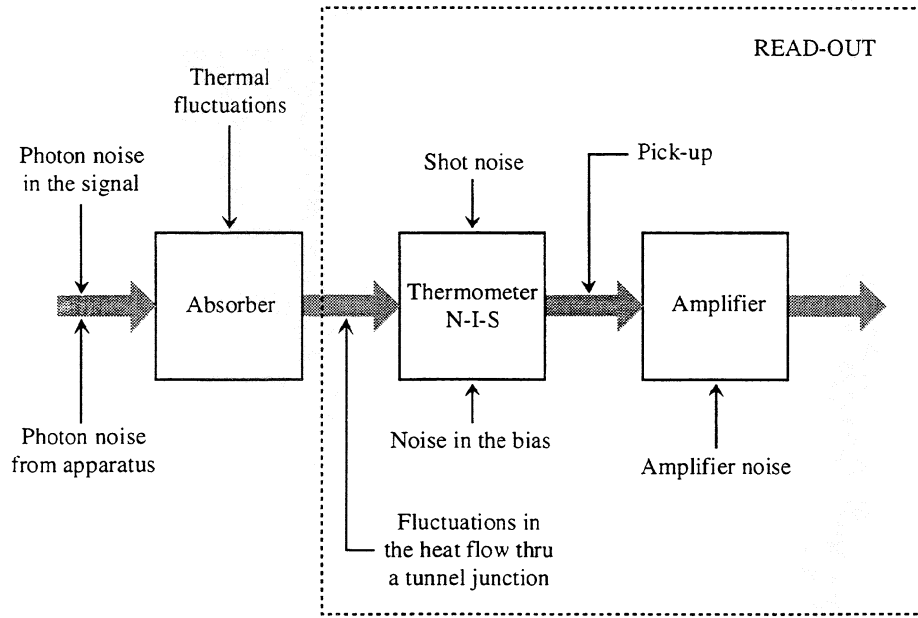 READ-OUT
Thermal
fluctuations
Photon noise
in the signal
Shot noise
Pick-up
Absorber
Thermometer
N-I-S
Amplifier
Photon noise
from apparatus
Noise in the bias
Amplifier noise
Fluctuations in
the heat flow thru
a tunnel junction